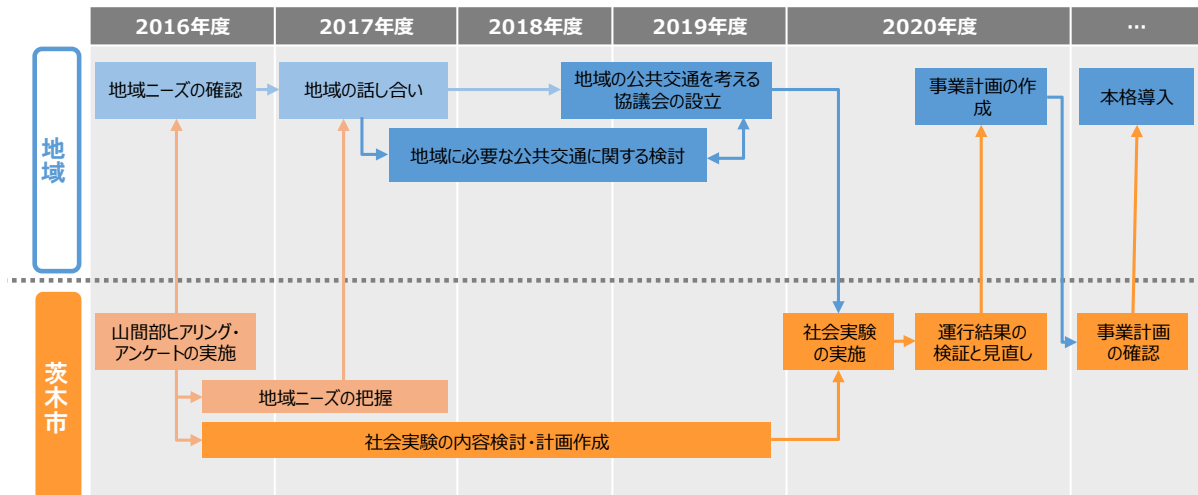 2016年度
2017年度
2018年度
2019年度
2020年度
…
地域
地域ニーズの確認
地域の話し合い
地域の公共交通を考える
協議会の設立
事業計画の作
成
本格導入
地域に必要な公共交通に関する検討
茨木市
山間部ヒアリング・
アンケートの実施
社会実験
の実施
運行結果の
検証と見直し
事業計画
の確認
地域ニーズの把握
社会実験の内容検討・計画作成